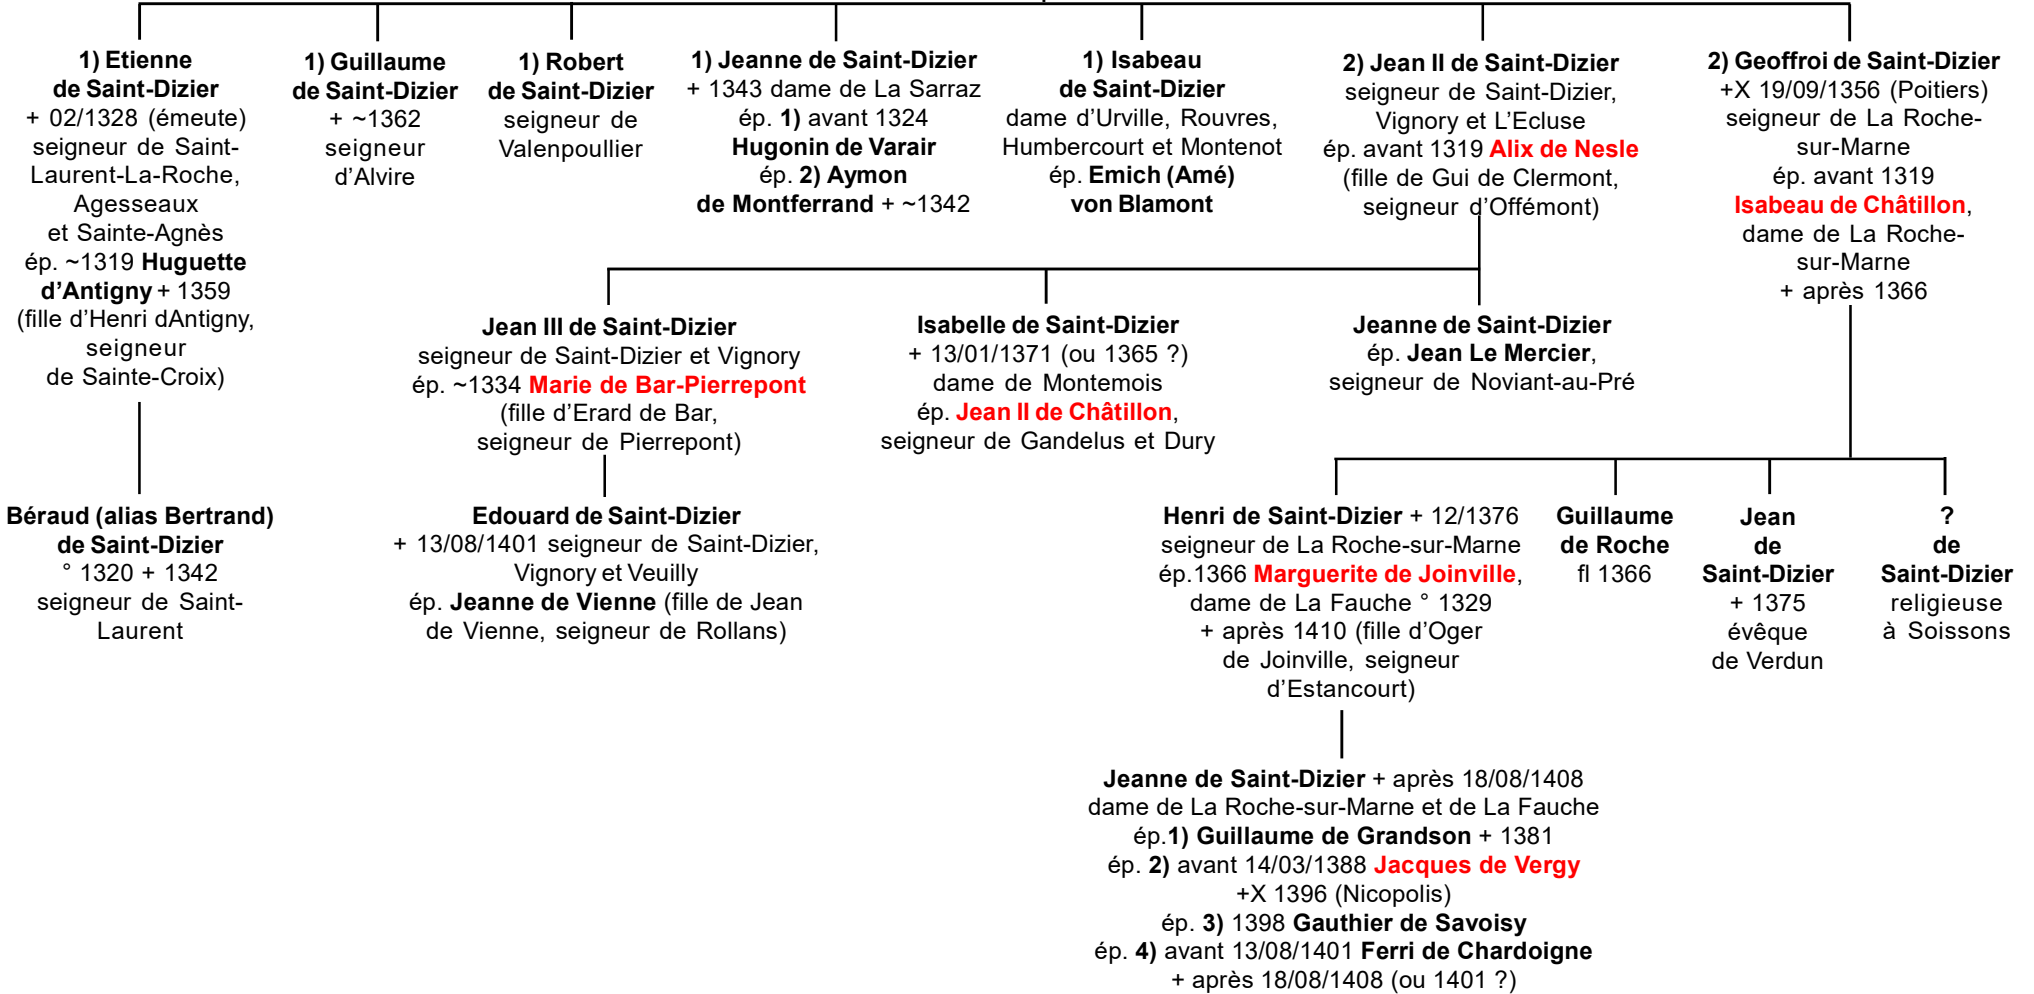 1) Etienne
de Saint-Dizier
+ 02/1328 (émeute)
seigneur de Saint-
Laurent-La-Roche,
Agesseaux
et Sainte-Agnès
ép. ~1319 Huguette
d’Antigny + 1359
(fille d’Henri dAntigny,
seigneur
de Sainte-Croix)
1) Guillaume
de Saint-Dizier
+ ~1362
seigneur
d’Alvire
1) Robert
de Saint-Dizier
seigneur de
Valenpoullier
1) Jeanne de Saint-Dizier
+ 1343 dame de La Sarraz
ép. 1) avant 1324
Hugonin de Varair
ép. 2) Aymon
de Montferrand + ~1342
1) Isabeau
de Saint-Dizier
dame d’Urville, Rouvres,
Humbercourt et Montenot
ép. Emich (Amé)
von Blamont
2) Jean II de Saint-Dizier
seigneur de Saint-Dizier,
Vignory et L’Ecluse
ép. avant 1319 Alix de Nesle
(fille de Gui de Clermont,
seigneur d’Offémont)
2) Geoffroi de Saint-Dizier
+X 19/09/1356 (Poitiers)
seigneur de La Roche-
sur-Marne
ép. avant 1319
Isabeau de Châtillon,
dame de La Roche-
sur-Marne
+ après 1366
Jean III de Saint-Dizier
seigneur de Saint-Dizier et Vignory
ép. ~1334 Marie de Bar-Pierrepont
(fille d’Erard de Bar,
seigneur de Pierrepont)
Isabelle de Saint-Dizier
+ 13/01/1371 (ou 1365 ?)
dame de Montemois
ép. Jean II de Châtillon,
seigneur de Gandelus et Dury
Jeanne de Saint-Dizier
ép. Jean Le Mercier,
seigneur de Noviant-au-Pré
Béraud (alias Bertrand)
de Saint-Dizier
° 1320 + 1342
seigneur de Saint-
Laurent
Edouard de Saint-Dizier
+ 13/08/1401 seigneur de Saint-Dizier,
Vignory et Veuilly
ép. Jeanne de Vienne (fille de Jean
de Vienne, seigneur de Rollans)
Henri de Saint-Dizier + 12/1376
seigneur de La Roche-sur-Marne
ép.1366 Marguerite de Joinville,
dame de La Fauche ° 1329
+ après 1410 (fille d’Oger
de Joinville, seigneur
d’Estancourt)
Guillaume
de Roche
fl 1366
Jean
de
Saint-Dizier
+ 1375
évêque
de Verdun
?
de
Saint-Dizier
religieuse
à Soissons
Jeanne de Saint-Dizier + après 18/08/1408
dame de La Roche-sur-Marne et de La Fauche
ép.1) Guillaume de Grandson + 1381
ép. 2) avant 14/03/1388 Jacques de Vergy
+X 1396 (Nicopolis)
ép. 3) 1398 Gauthier de Savoisy
ép. 4) avant 13/08/1401 Ferri de Chardoigne
+ après 18/08/1408 (ou 1401 ?)